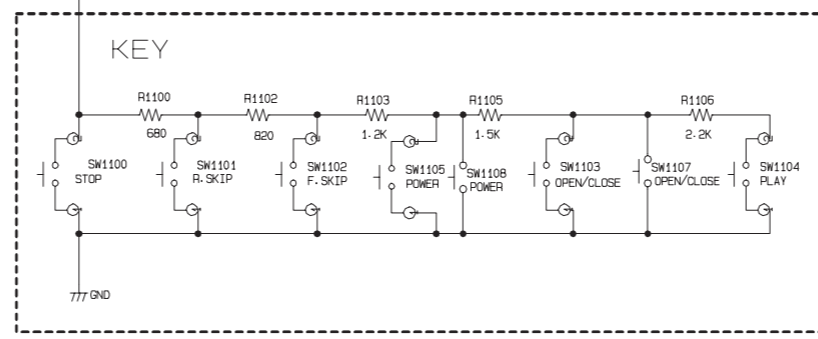 KEY
R1100
R1102
R1103
R1105
R1106
680
820
1.2K
1.5K
2.2K
SW1100
STOP
SW1101
R.SKIP
SW1102
F.SKIP
SW1105
POWER
SW1108
POWER
SW1103
OPEN/CLOSE
SW1107
OPEN/CLOSE
SW1104
PLAY
GND